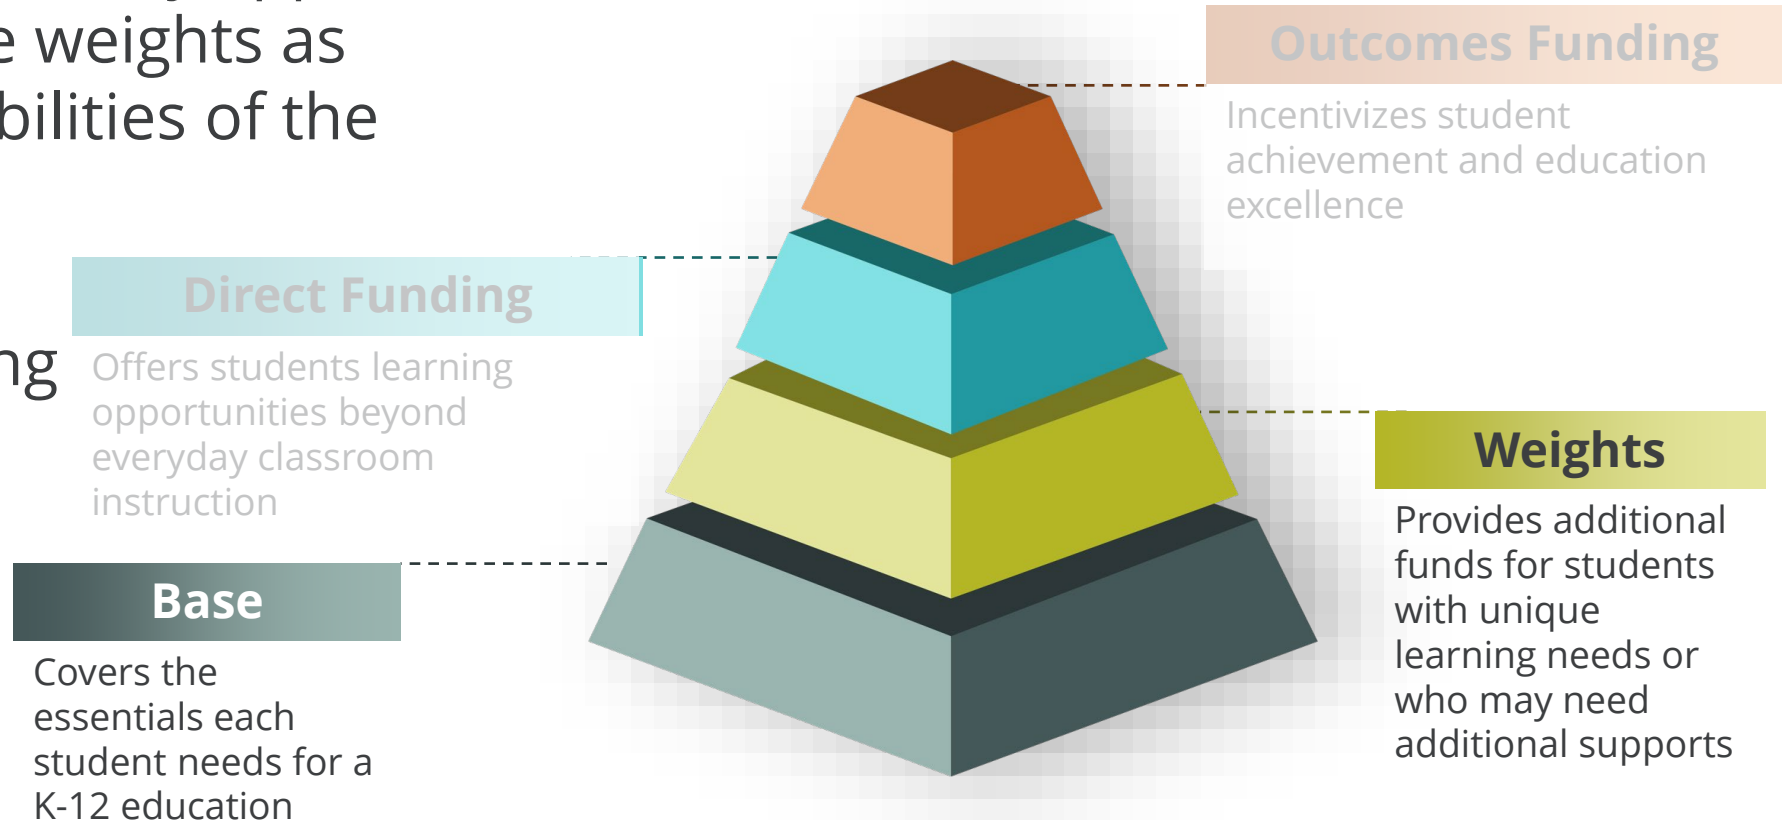 weights as
bilities of the
Outcomes Funding
Incentivizes student
achievement and education
excellence
Direct Funding
Offers students learning
opportunities beyond
everyday classroom
instruction
Weights
Provides additional
funds for students
with unique
learning needs or
who may need
additional supports
Base
Covers the
essentials each
student needs for a
K-12 education